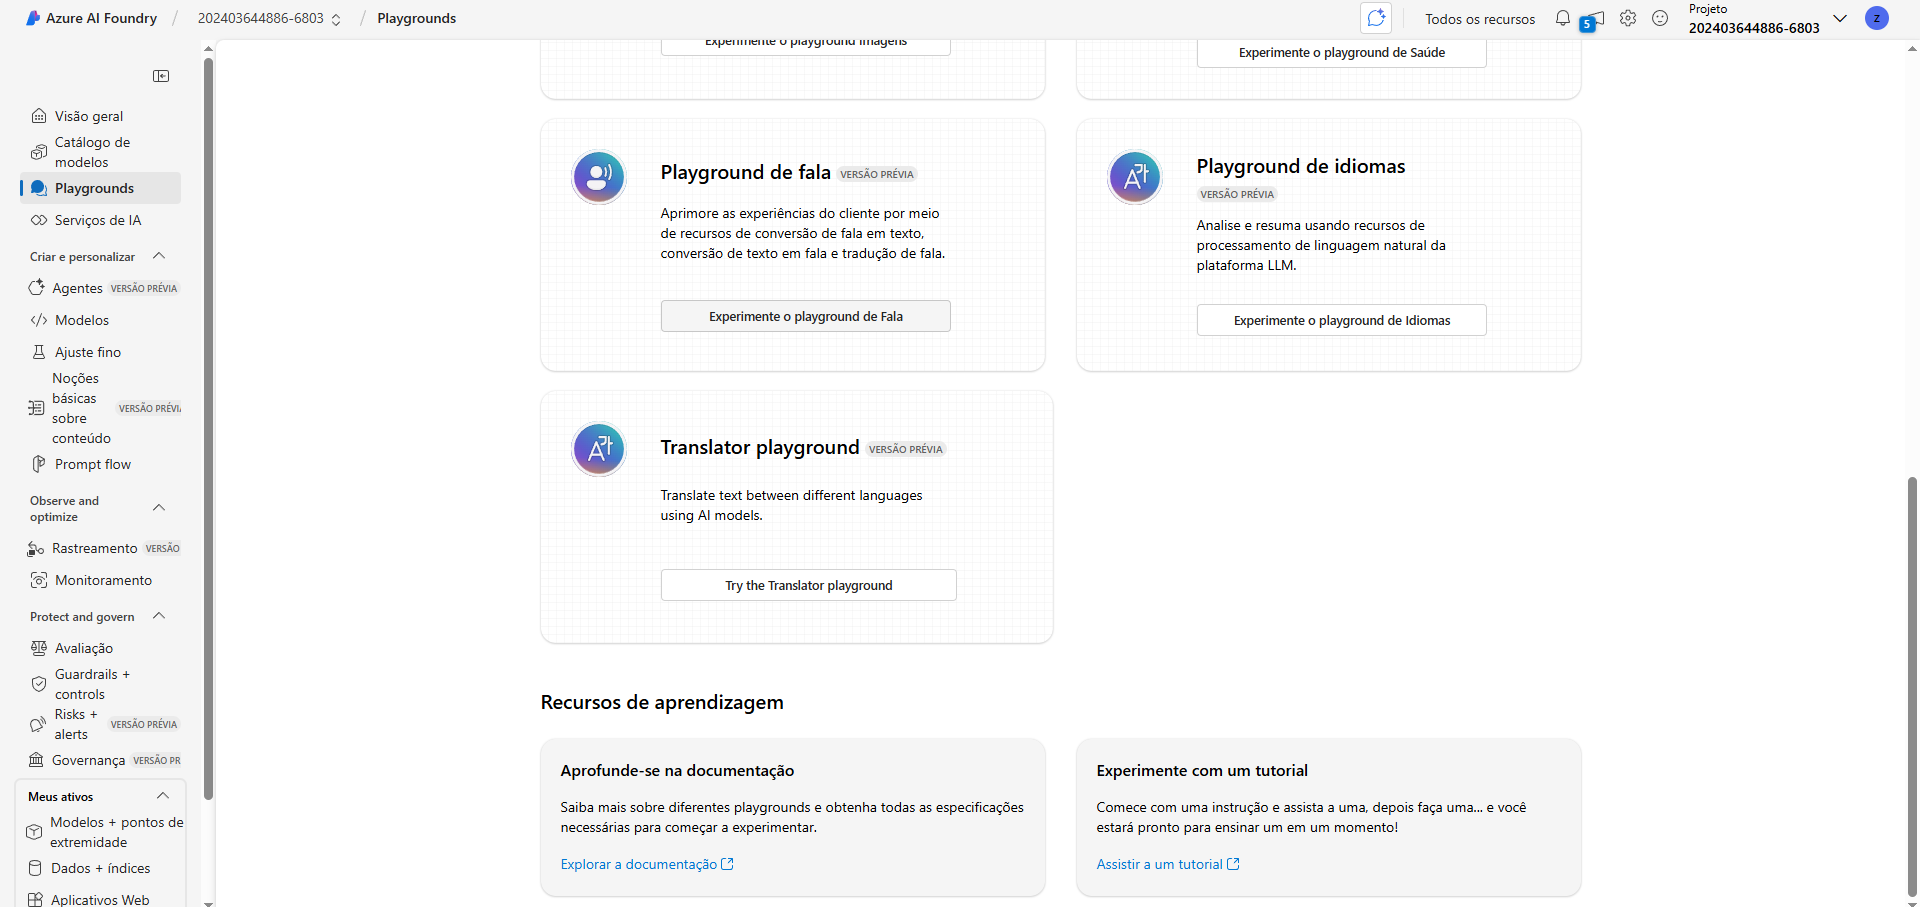 Azure AI Foundry / 202403644886-6803 / Playgrounds
Todos os recursos
5
Projeto
202403644886-6803
Z
Visão geral
Catálogo de
modelos
Playgrounds
Serviços de IA
Criar e personalizar
Agentes VERSÃO PRÉVIA
Modelos
Ajuste fino
Noções
básicas
sobre
conteúdo
VERSÃO PRÉVIA
Prompt flow
Observe and
optimize
Rastreamento VERSÃO
Monitoramento
Protect and govern
Avaliação
Guardrails +
controls
Risks +
alerts
VERSÃO PRÉVIA
Governança VERSÃO PR
Meus ativos
Modelos + pontos de
extremidade
Dados + índices
Aplicativos Web
Experimente o playground Imagens
Experimente o playground de Saúde
Playground de fala VERSÃO PRÉVIA
Aprimore as experiências do cliente por meio
de recursos de conversão de fala em texto,
conversão de texto em fala e tradução de fala.
Experimente o playground de Fala
Playground de idiomas
VERSÃO PRÉVIA
Analise e resuma usando recursos de
processamento de linguagem natural da
plataforma LLM.
Experimente o playground de Idiomas
Translator playground VERSÃO PRÉVIA
Translate text between different languages
using AI models.
Try the Translator playground
Recursos de aprendizagem
Aprofunde-se na documentação
Saiba mais sobre diferentes playgrounds e obtenha todas as especificações
necessárias para começar a experimentar.
Explorar a documentação
Experimente com um tutorial
Comece com uma instrução e assista a uma, depois faça uma... e você
estará pronto para ensinar um em um momento!
Assistir a um tutorial